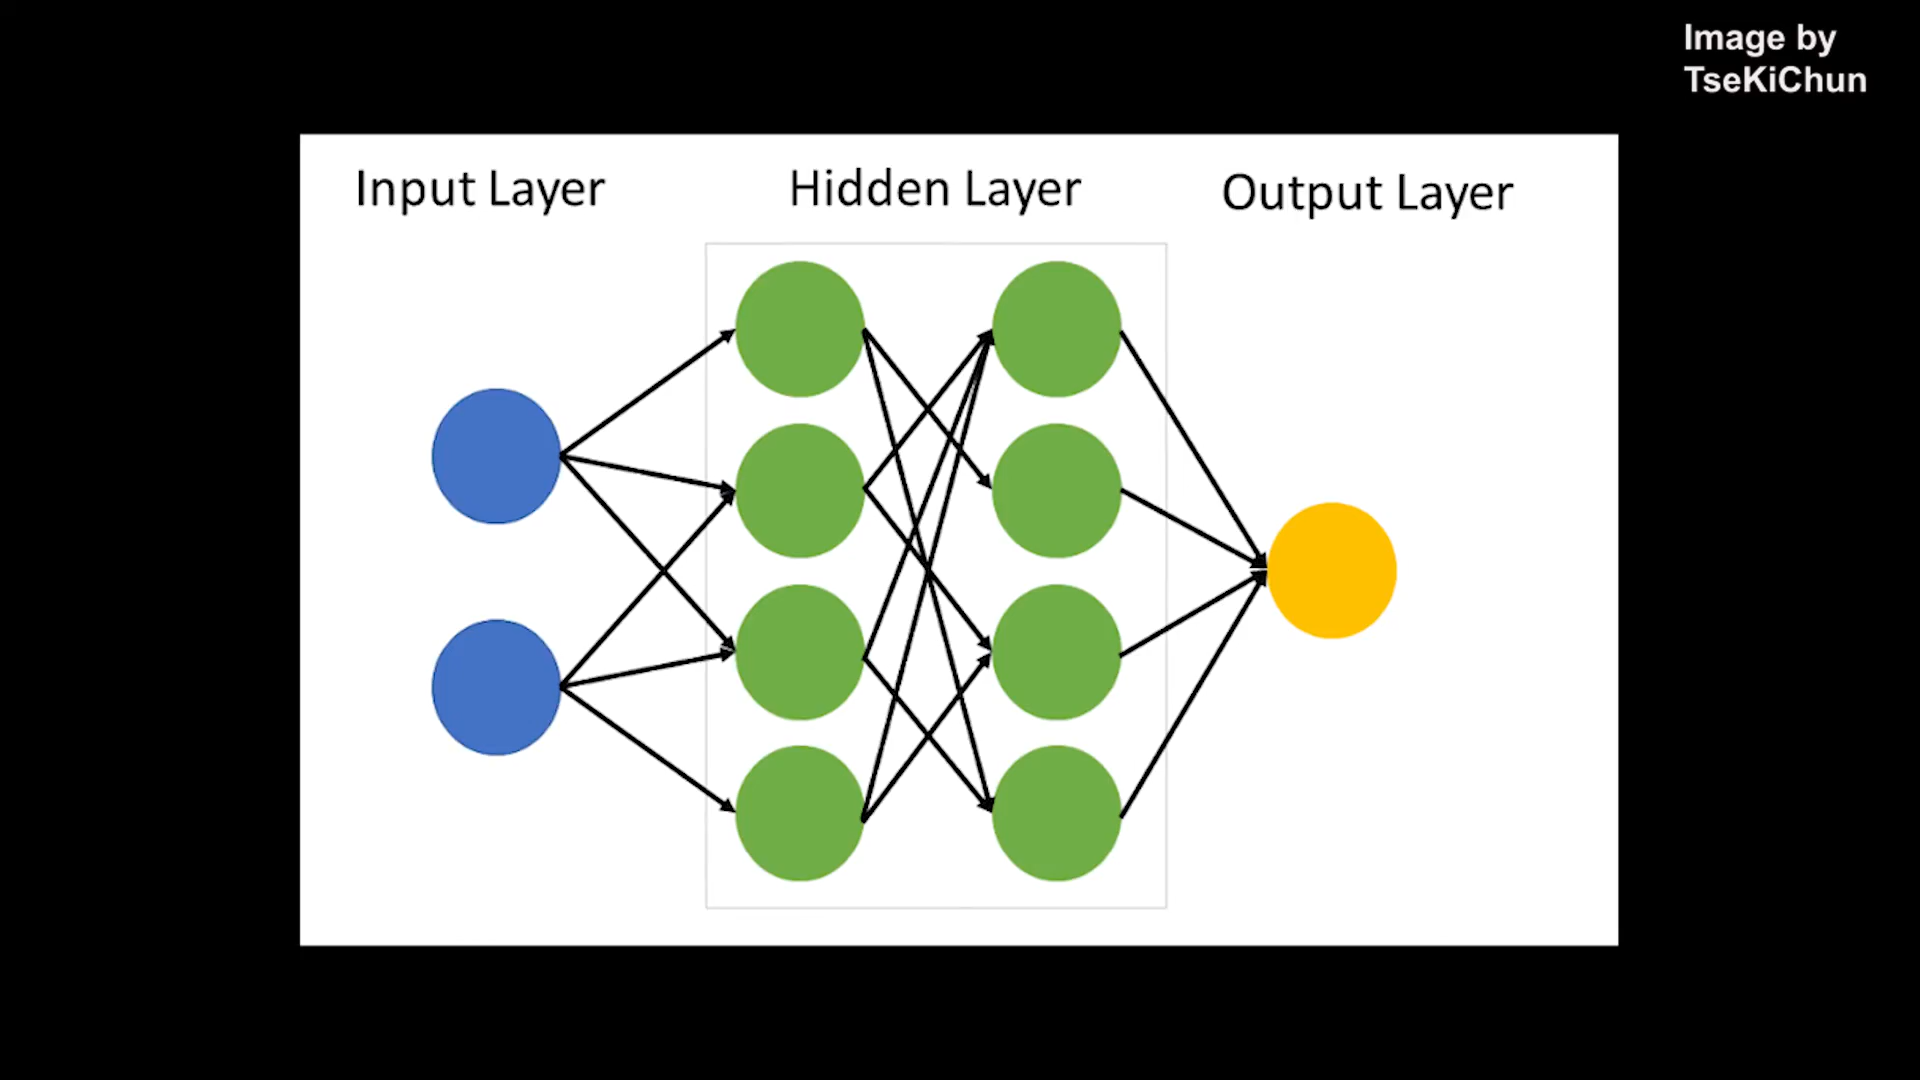 Image by
TseKiChun
Input Layer
Hidden Layer
Output Layer